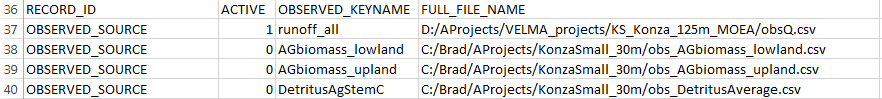 36 RECORD_ID ACTIVE OBSERVED_KEYNAME FULL_FILE_NAME
37 OBSERVED_SOURCE 1 runoff_all D:/AProjects/VELMA_projects/KS_Konza_125m_MOEA/obsQ.csv
38 OBSERVED_SOURCE 0 AGbiomass_lowland C:/Brad/AProjects/KonzaSmall_30m/obs_AGbiomass_lowland.csv
39 OBSERVED_SOURCE 0 AGbiomass_upland C:/Brad/AProjects/KonzaSmall_30m/obs_AGbiomass_upland.csv
40 OBSERVED_SOURCE 0 DetritusAgStemC C:/Brad/AProjects/KonzaSmall_30m/obs_DetritusAverage.csv